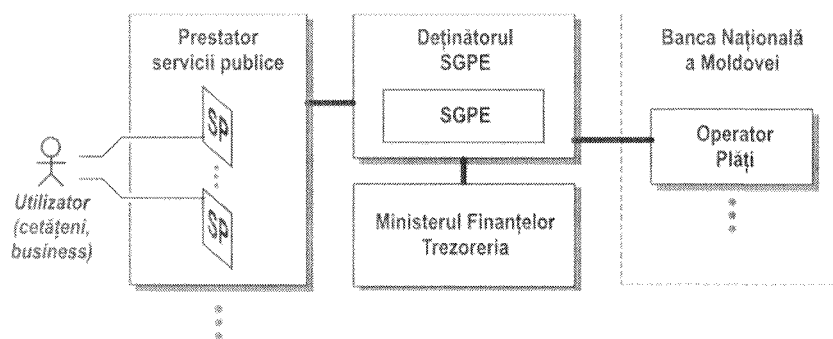 Prestator
servicii publice
SP
SP
Utilizator
(cetățeni,
business)
Deținătorul
SGPE
SGPE
Ministerul Finanțelor
Trezoreria
Banca Națională
a Moldovei
Operator
Plăți